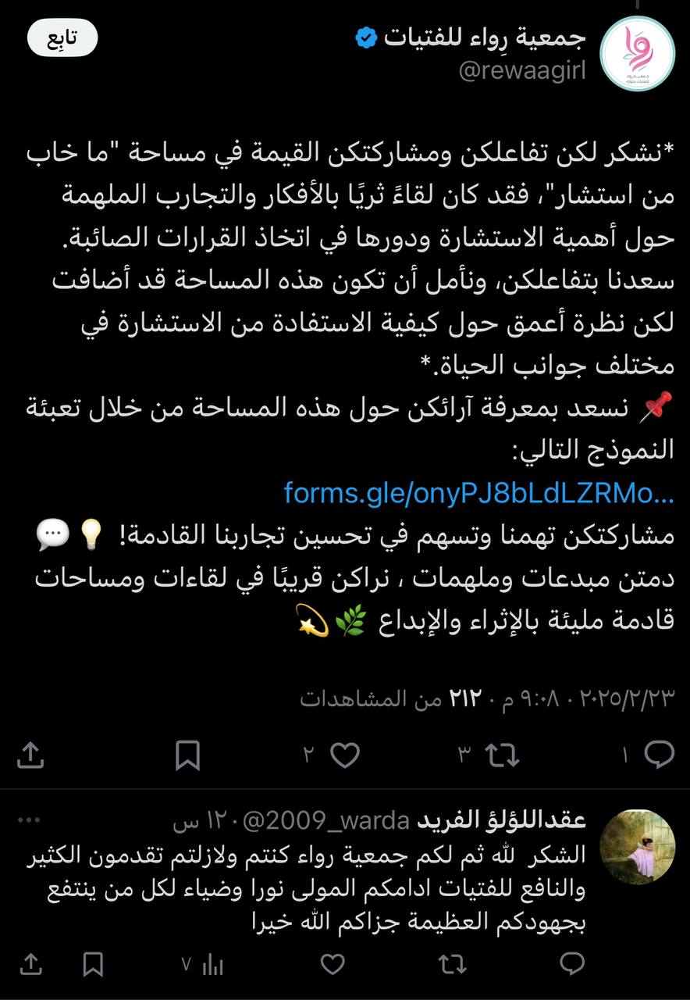 جمعية رِواء للفتيات
تابِع
@rewaagirl
*نشكر لكن تفاعلكن ومشاركتكن القيمة في مساحة "ما خاب
من استشار"، فقد كان لقاءً ثريًا بالأفكار والتجارب الملهمة
حول أهمية الاستشارة ودورها في اتخاذ القرارات الصائبة.
سعدنا بتفاعلكن، ونأمل أن تكون هذه المساحة قد أضافت
لكن نظرة أعمق حول كيفية الاستفادة من الاستشارة في
مختلف جوانب الحياة.*
📌 نسعد بمعرفة آرائكن حول هذه المساحة من خلال تعبئة
النموذج التالي:
forms.gle/onyPJ8bLdLZRMo...
مشاركتكن تهمنا وتسهم في تحسين تجاربنا القادمة! 💡💬
دمتن مبدعات وملهمات ، نراكن قريبًا في لقاءات ومساحات
قادمة مليئة بالإثراء والإبداع 🌿💫
٢٠٢٥/٢/٢٣ · ٩:٠٨ م · ٢١٢ من المشاهدات
١ ٣ ٢
عقداللؤلؤ الفريد @2009_warda · ١٢ س
الشكر لله ثم لكم جمعية رواء كنتم ولازلتم تقدمون الكثير
والنافع للفتيات ادامكم المولى نورا وضياء لكل من ينتفع
بجهودكم العظيمة جزاكم الله خيرا
٧